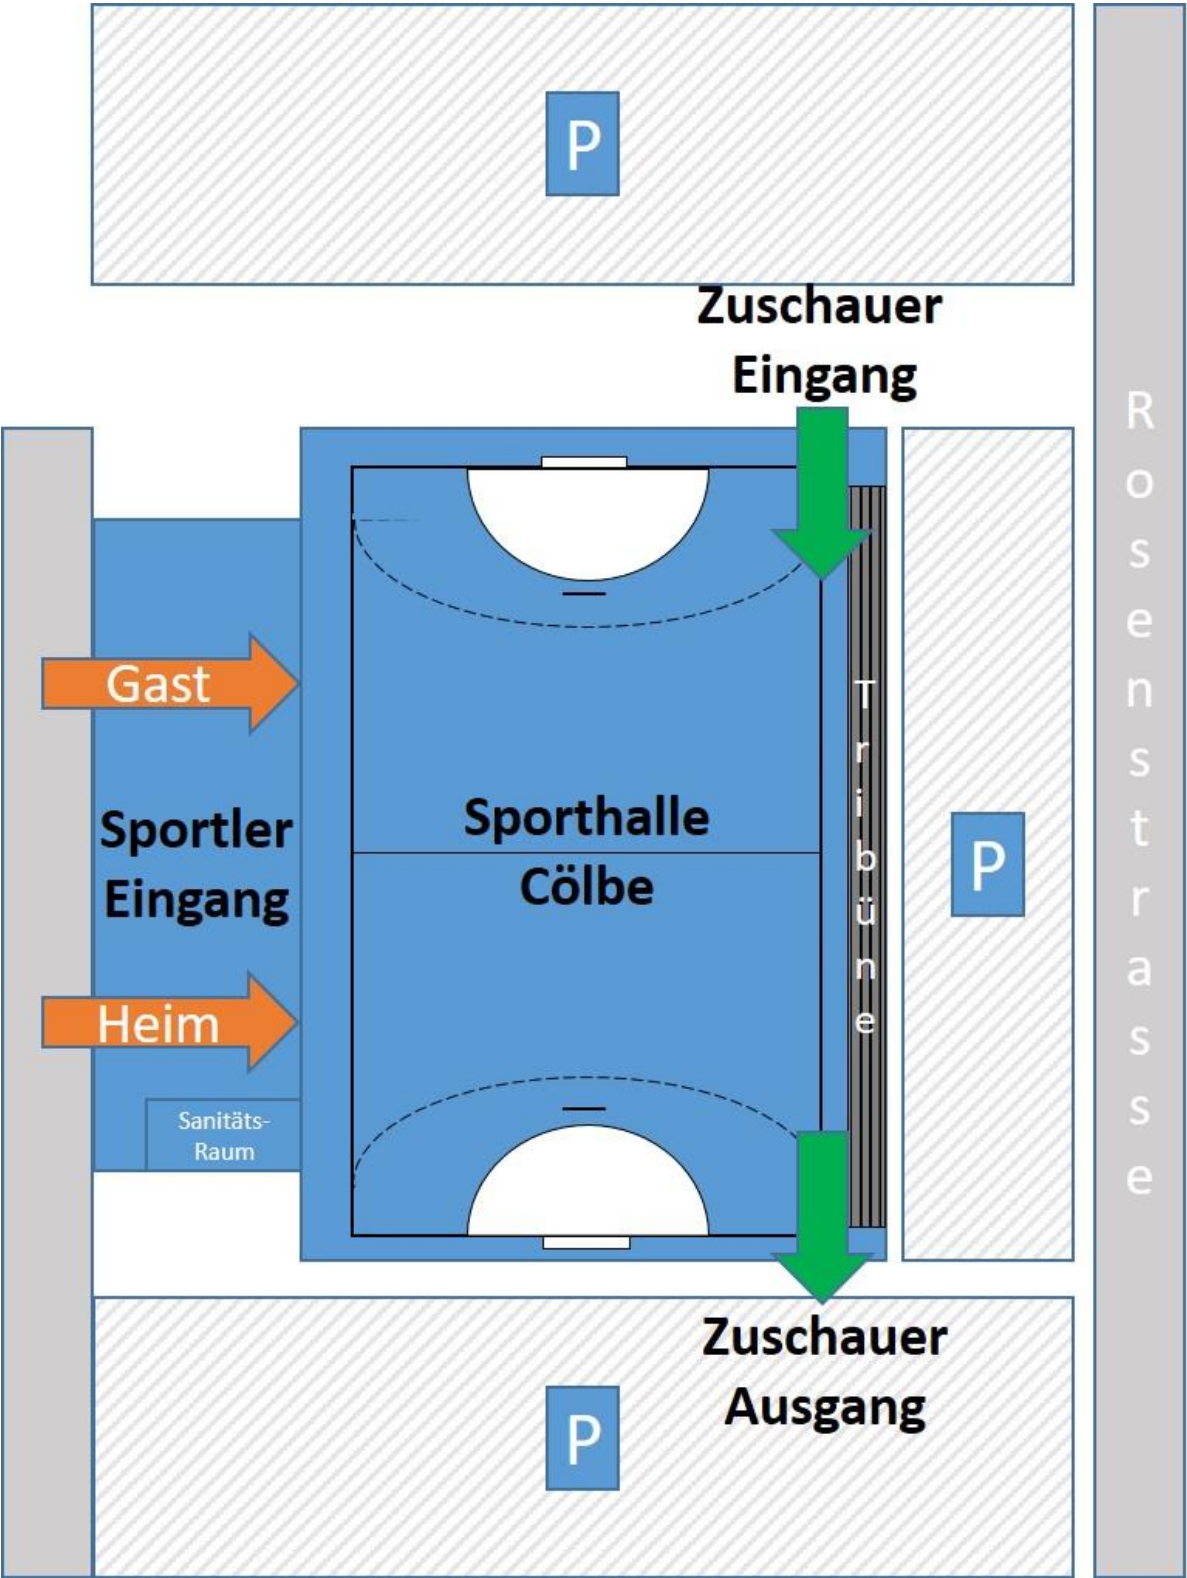 P
Zuschauer
Eingang
Rosenstrasse
Gast
Tribüne
Sportler
Eingang
Sporthalle
Cölbe
P
Heim
Sanitäts-
Raum
Zuschauer
Ausgang
P